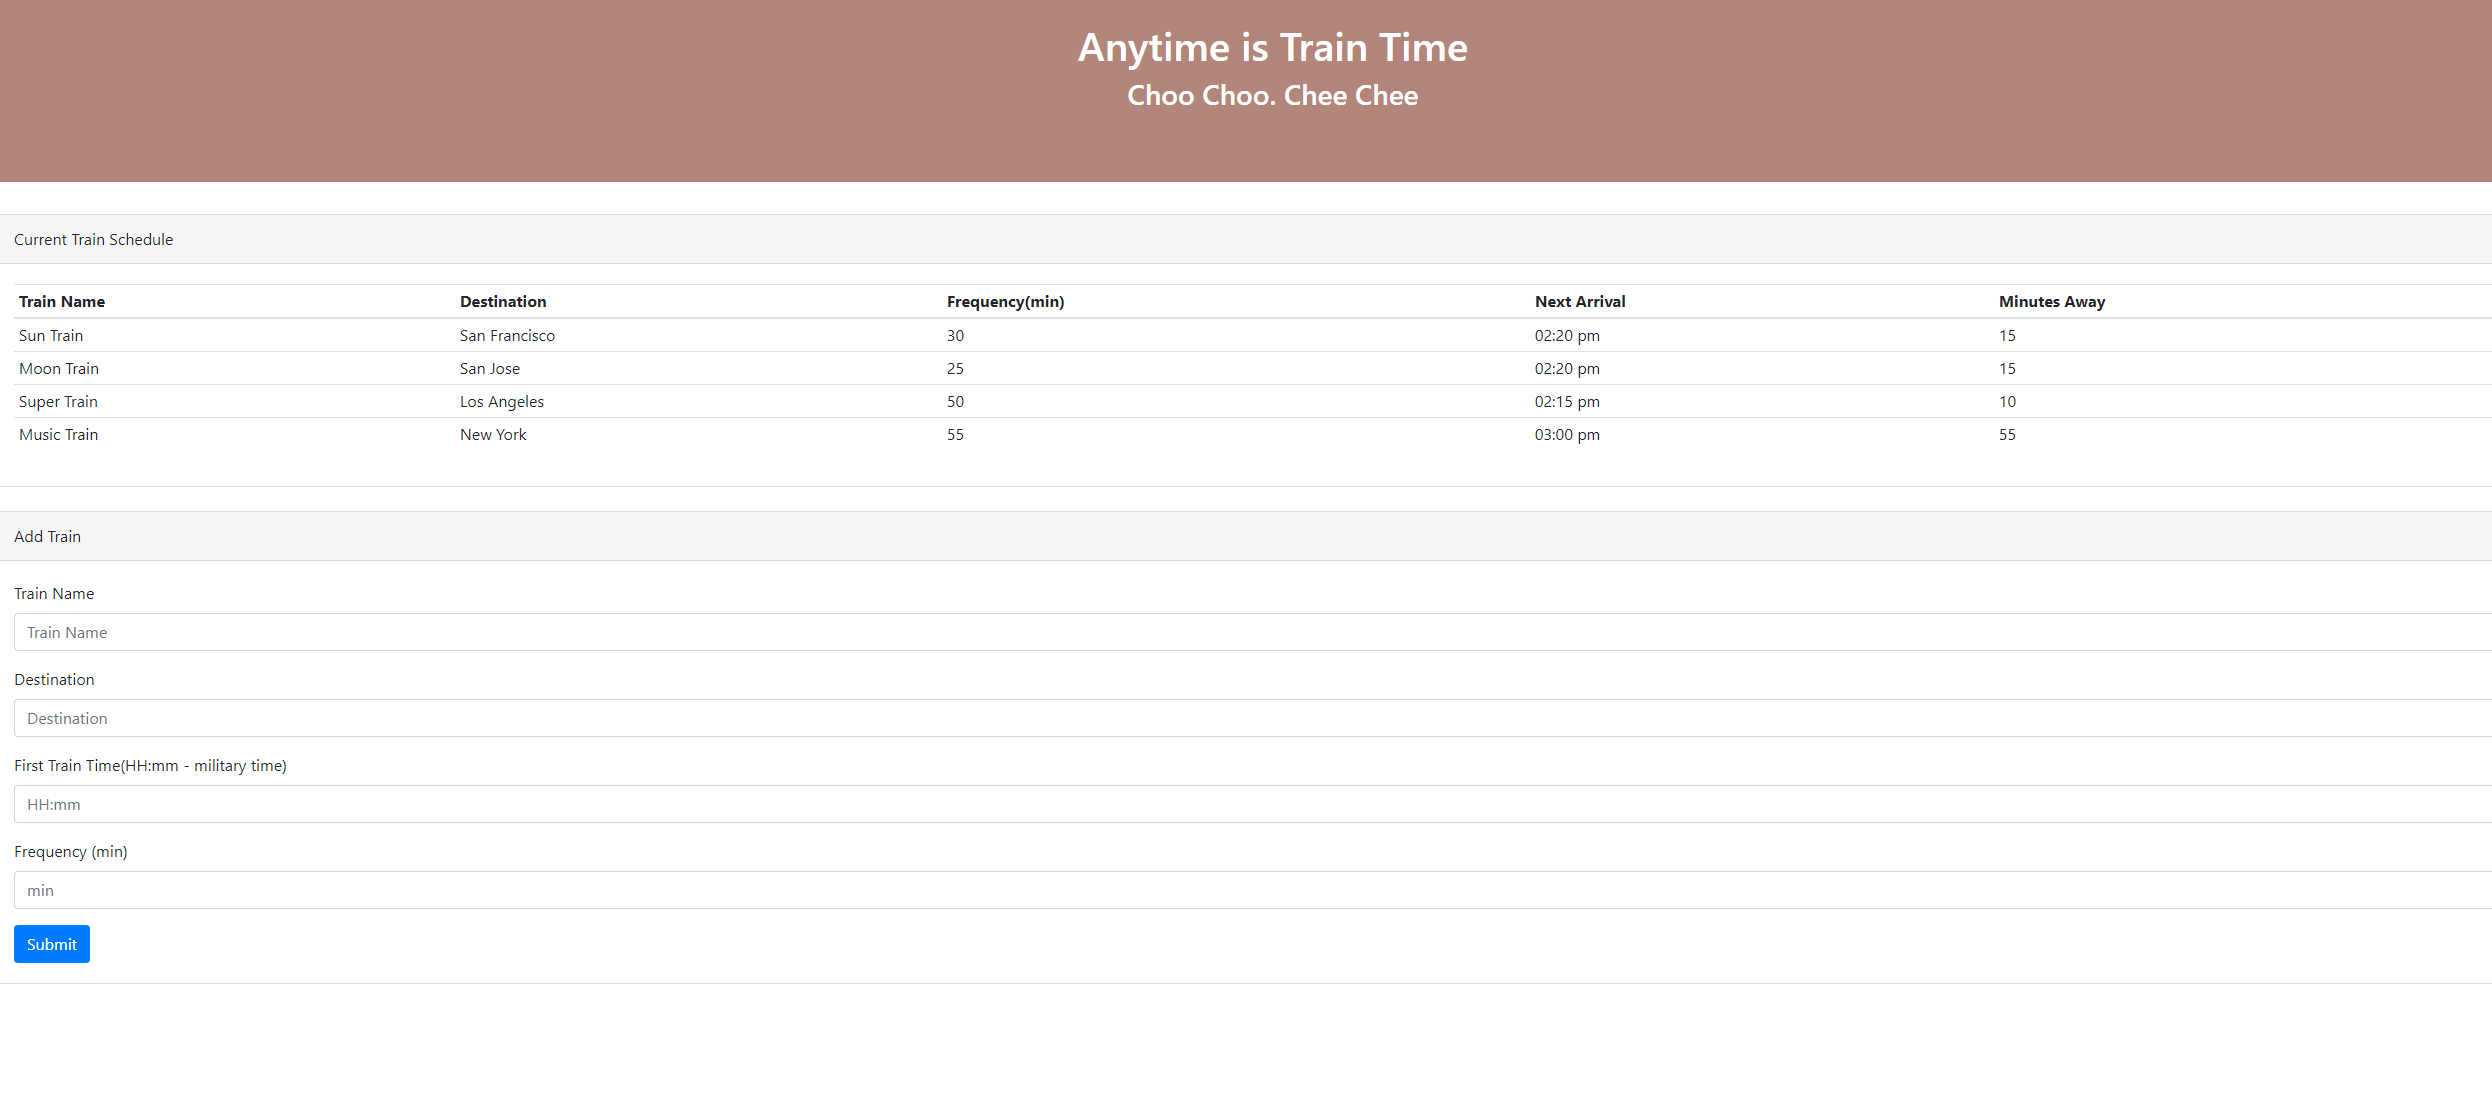 Anytime is Train Time
Choo Choo. Chee Chee
Current Train Schedule
Train Name Destination Frequency(min) Next Arrival Minutes Away
Sun Train San Francisco 30 02:20 pm 15
Moon Train San Jose 25 02:20 pm 15
Super Train Los Angeles 50 02:15 pm 10
Music Train New York 55 03:00 pm 55
Add Train
Train Name
Train Name
Destination
Destination
First Train Time(HH:mm - military time)
HH:mm
Frequency (min)
min
Submit